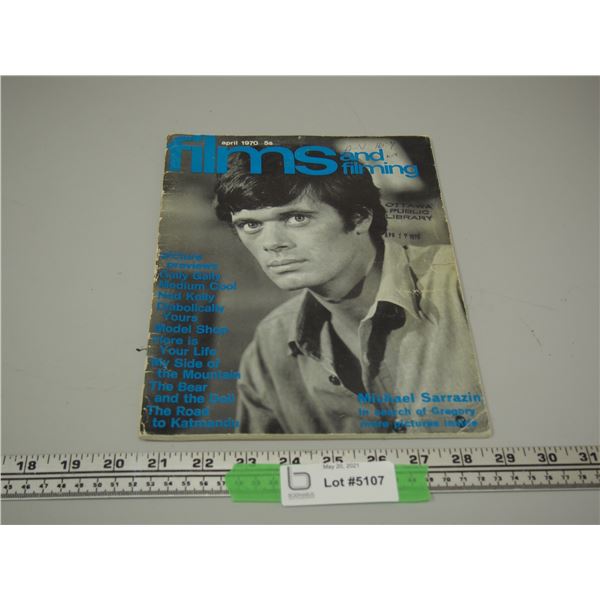 april 1970 5s
films
and
filming
OTTAWA
PUBLIC
LIBRARY
picture
previews
Gaily Gaily
Medium Cool
Ned Kelly
Diabolically
Yours
Model Shop
Here is
Your Life
My Side of
the Mountain
The Bear
and the Doll
The Road
to Katmandu
Michael Sarrazin
in search of Gregory
more pictures inside
18 19 20 21 22 23 24 25 26 27 28 29 30 31
May 20, 2021
b
Lot #5107